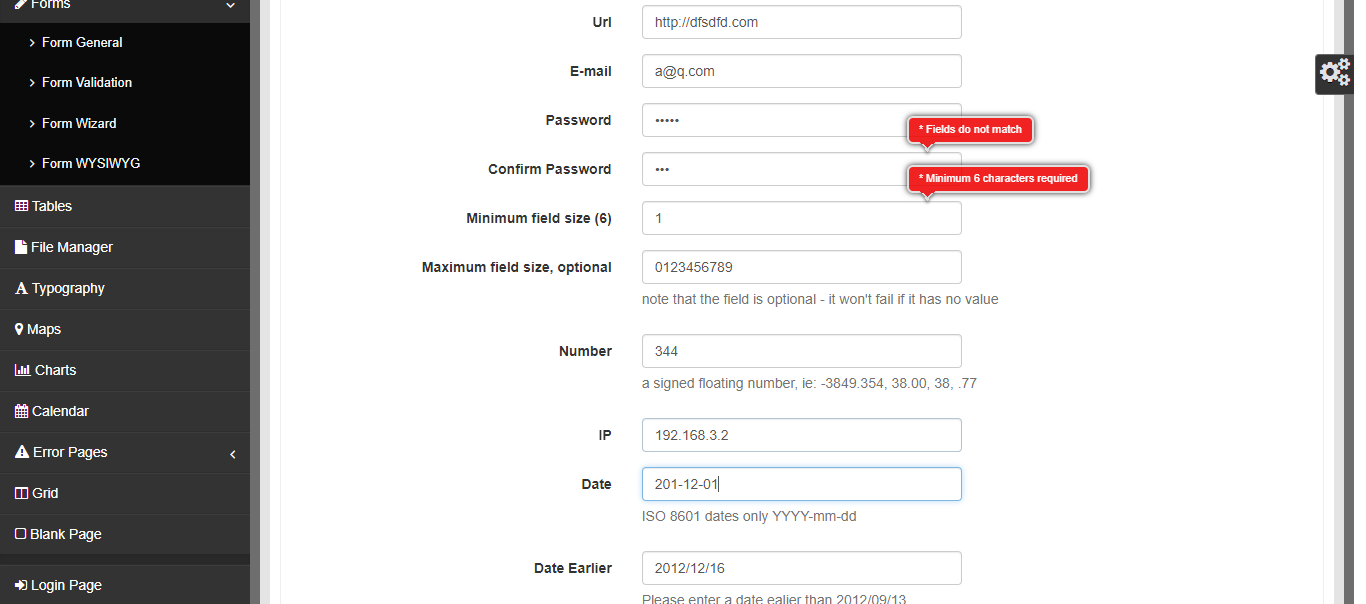 Forms
Form General
Form Validation
Form Wizard
Form WYSIWYG
Tables
File Manager
Typography
Maps
Charts
Calendar
Error Pages
Grid
Blank Page
Login Page
Url http://dfsdfd.com
E-mail a@q.com
Password •••••
* Fields do not match
Confirm Password •••
* Minimum 6 characters required
Minimum field size (6) 1
Maximum field size, optional 0123456789
note that the field is optional - it won't fail if it has no value
Number 344
a signed floating number, ie: -3849.354, 38.00, 38, .77
IP 192.168.3.2
Date 201-12-01
ISO 8601 dates only YYYY-mm-dd
Date Earlier 2012/12/16
Please enter a date ealier than 2012/09/13